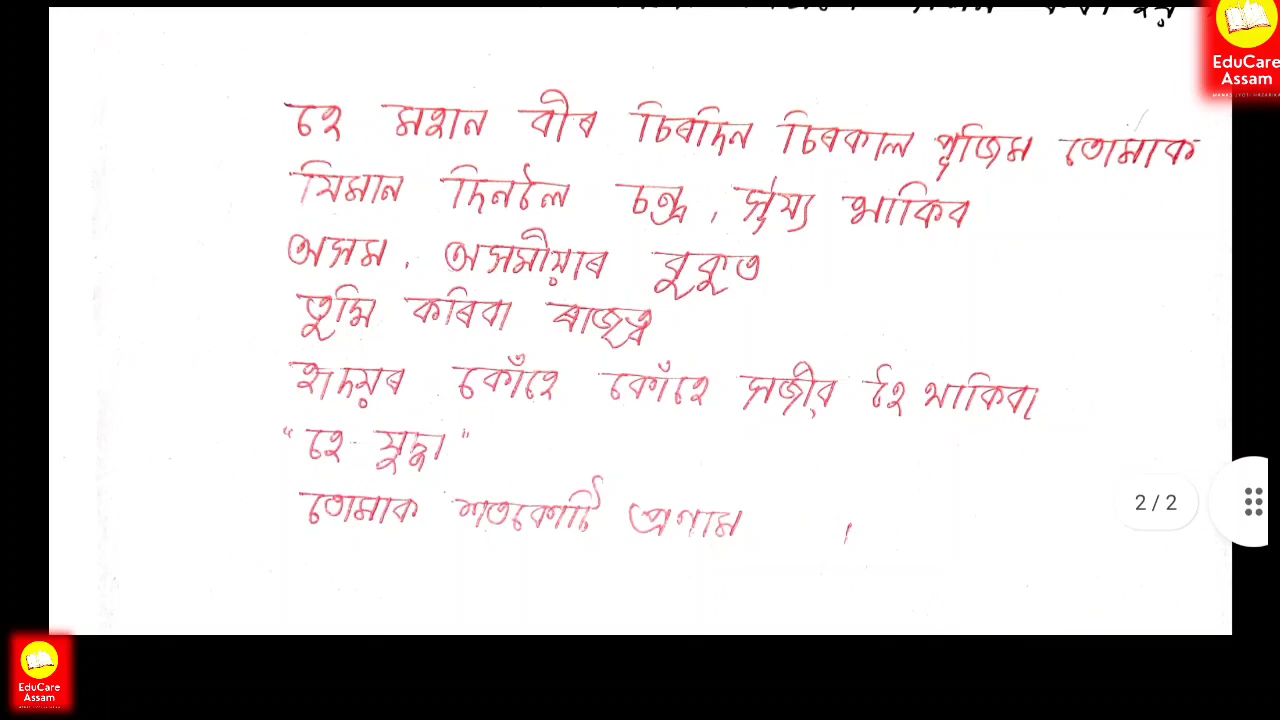 হে মহান বীৰ চিৰদিন চিৰকাল পূজিম তোমাক
যিমান দিনলৈ চন্দ্ৰ, সূৰ্য্য থাকিব
অসম, অসমীয়াৰ বুকুত
তুমি কৰিবা ৰাজত্ব
হৃদয়ৰ কোঁহে কোঁহে সজীৱ হৈ থাকিবা
"হে যুদ্ধা"
তোমাক শতকোটি প্ৰণাম ।
2 / 2
EduCare
Assam
EduCare
Assam